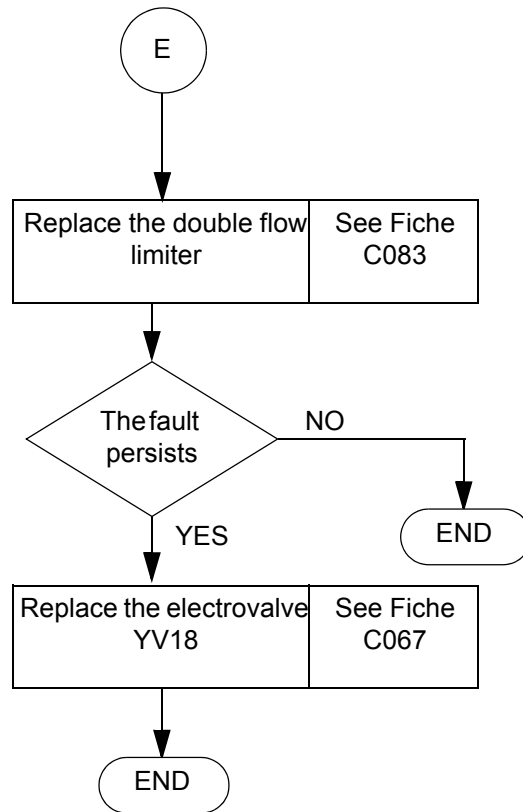 E
Replace the double flow
limiter
See Fiche
C083
The fault
persists
NO
END
YES
Replace the electrovalve
YV18
See Fiche
C067
END